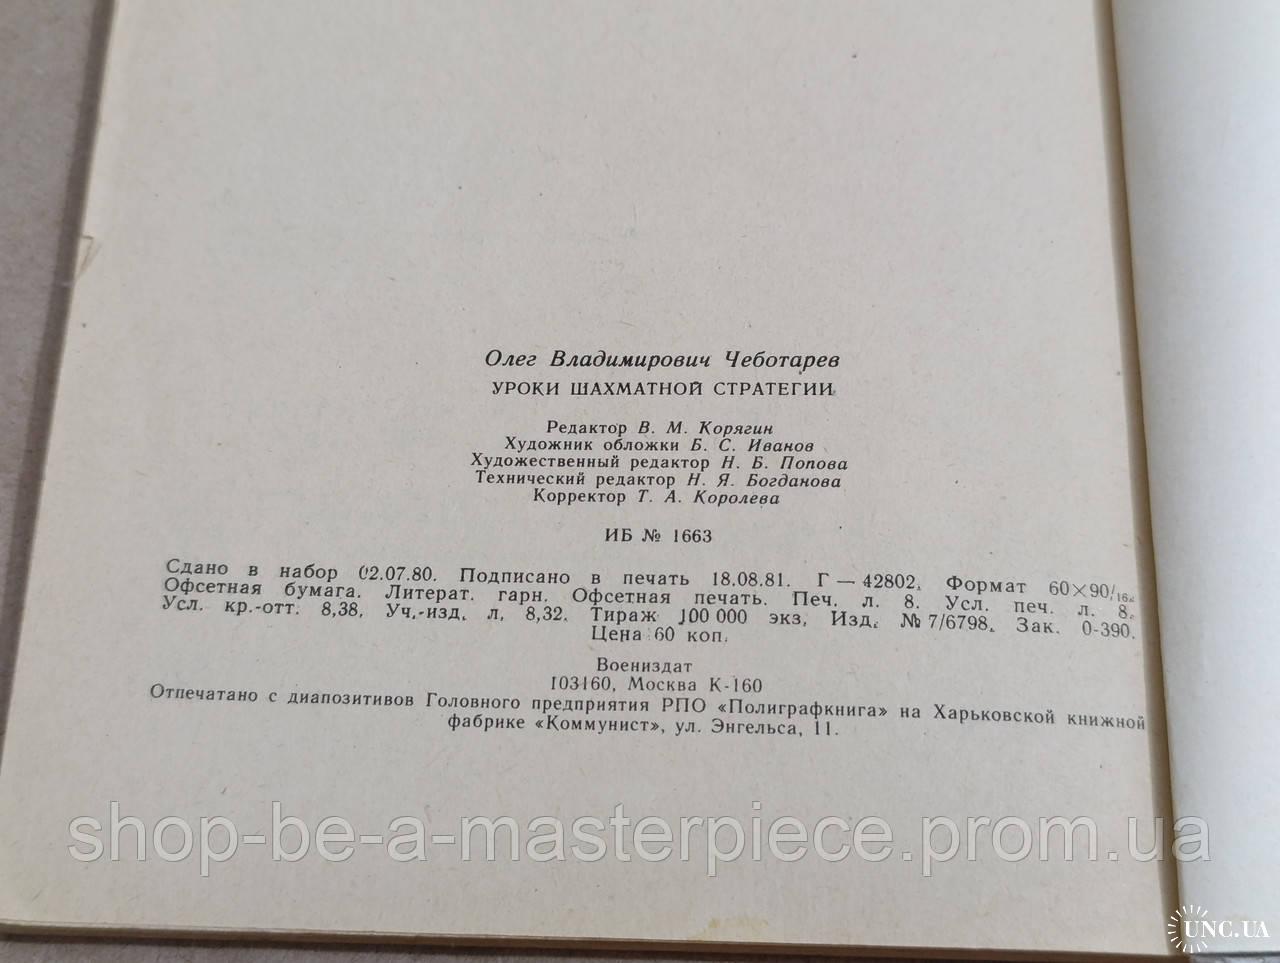 Олег Владимирович Чеботарев
УРОКИ ШАХМАТНОЙ СТРАТЕГИИ
Редактор В. М. Корягин
Художник обложки Б. С. Иванов
Художественный редактор Н. Б. Попова
Технический редактор Н. Я. Богданова
Корректор Т. А. Королева
ИБ № 1663
Сдано в набор 02.07.80. Подписано в печать 18.08.81. Г — 42802. Формат 60×90/16.
Офсетная бумага. Литерат. гарн. Офсетная печать. Печ. л. 8. Усл. печ. л. 8.
Усл. кр.-отт. 8,38. Уч.-изд. л. 8,32. Тираж 100 000 экз. Изд. № 7/6798. Зак. 0-390.
Цена 60 коп.
Воениздат
103160, Москва К-160
Отпечатано с диапозитивов Головного предприятия РПО «Полиграфкнига» на Харьковской книжной
фабрике «Коммунист», ул. Энгельса, 11.
shop-be-a-masterpiece.prom.ua
UNC.UA